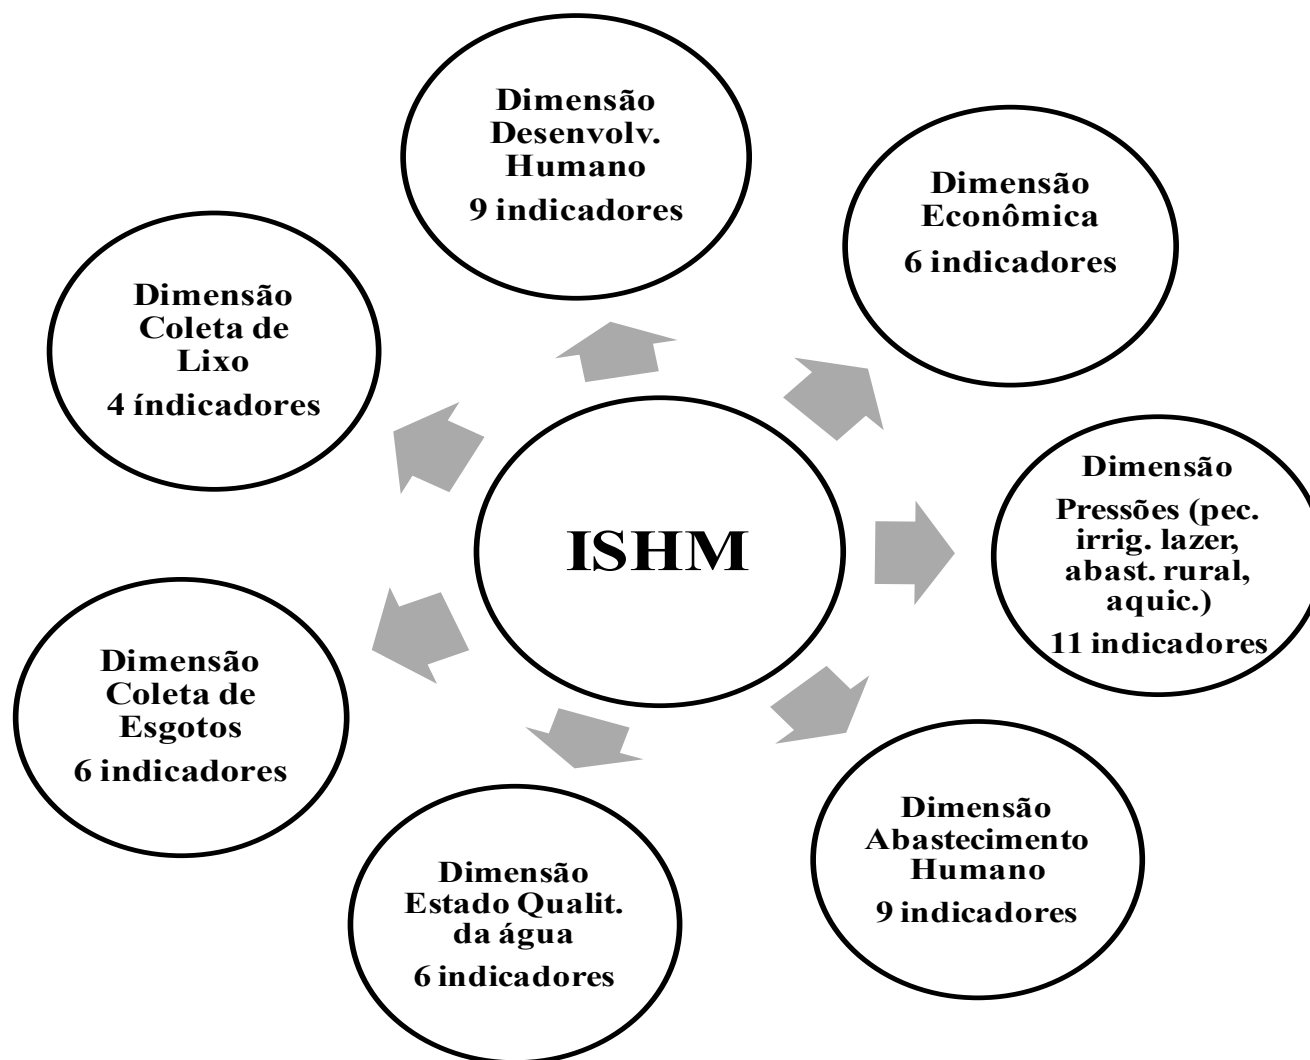 Dimensão
Desenvolv.
Humano
9 indicadores
Dimensão
Econômica
6 indicadores
Dimensão
Coleta de
Lixo
4 índicadores
Dimensão
Pressões (pec.
irrig. lazer,
abast. rural,
aquic.)
11 indicadores
ISHM
Dimensão
Coleta de
Esgotos
6 indicadores
Dimensão
Abastecimento
Humano
9 indicadores
Dimensão
Estado Qualit.
da água
6 indicadores